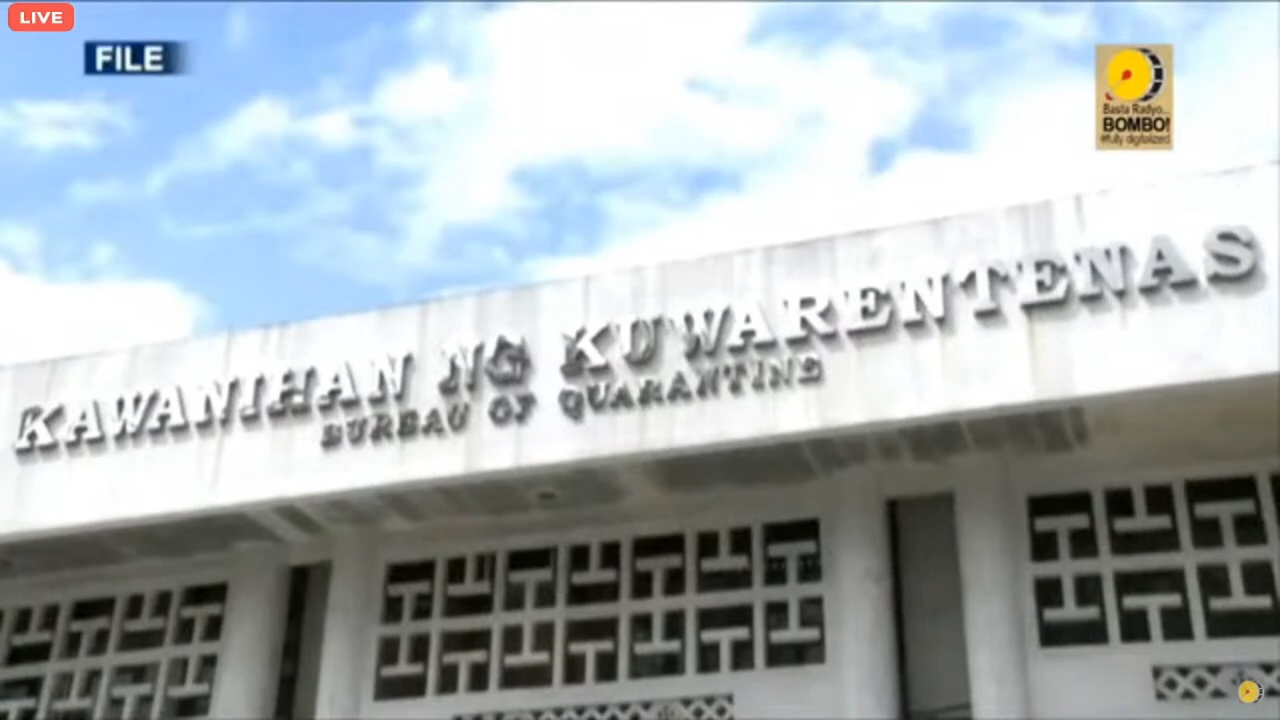 LIVE
FILE
Basta Radyo...
BOMBO!
#fully digitalized
KAWANIHAN NG KUWARENTENAS
BUREAU OF QUARANTINE